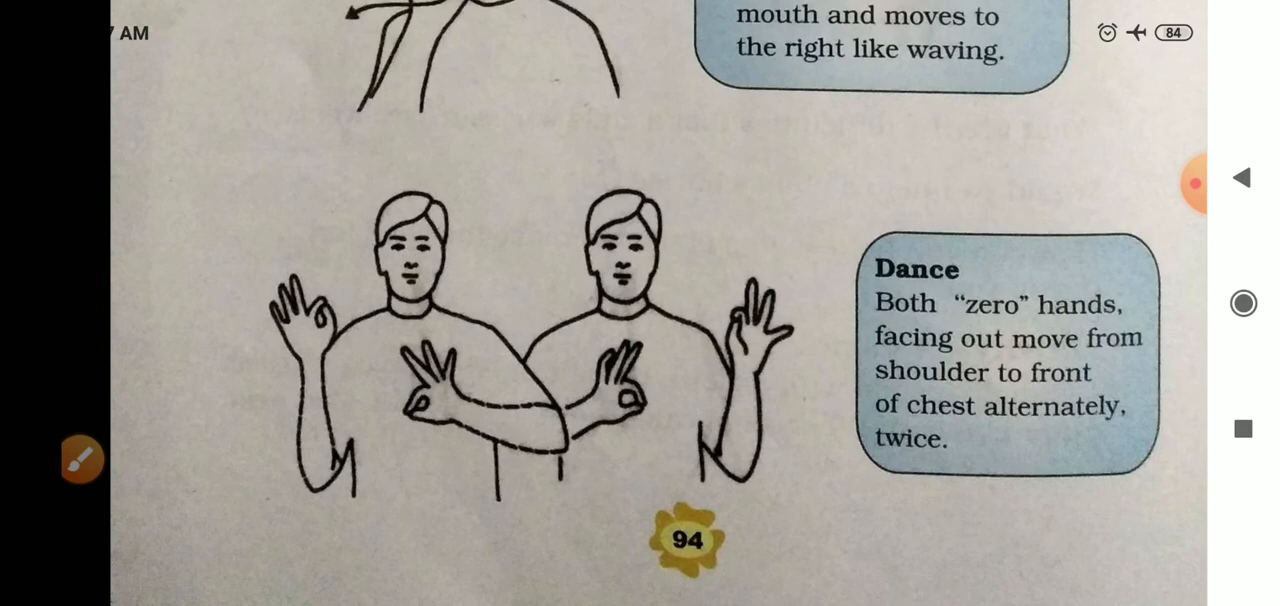 mouth and moves to
the right like waving.
AM
84
Dance
Both "zero" hands,
facing out move from
shoulder to front
of chest alternately,
twice.
94